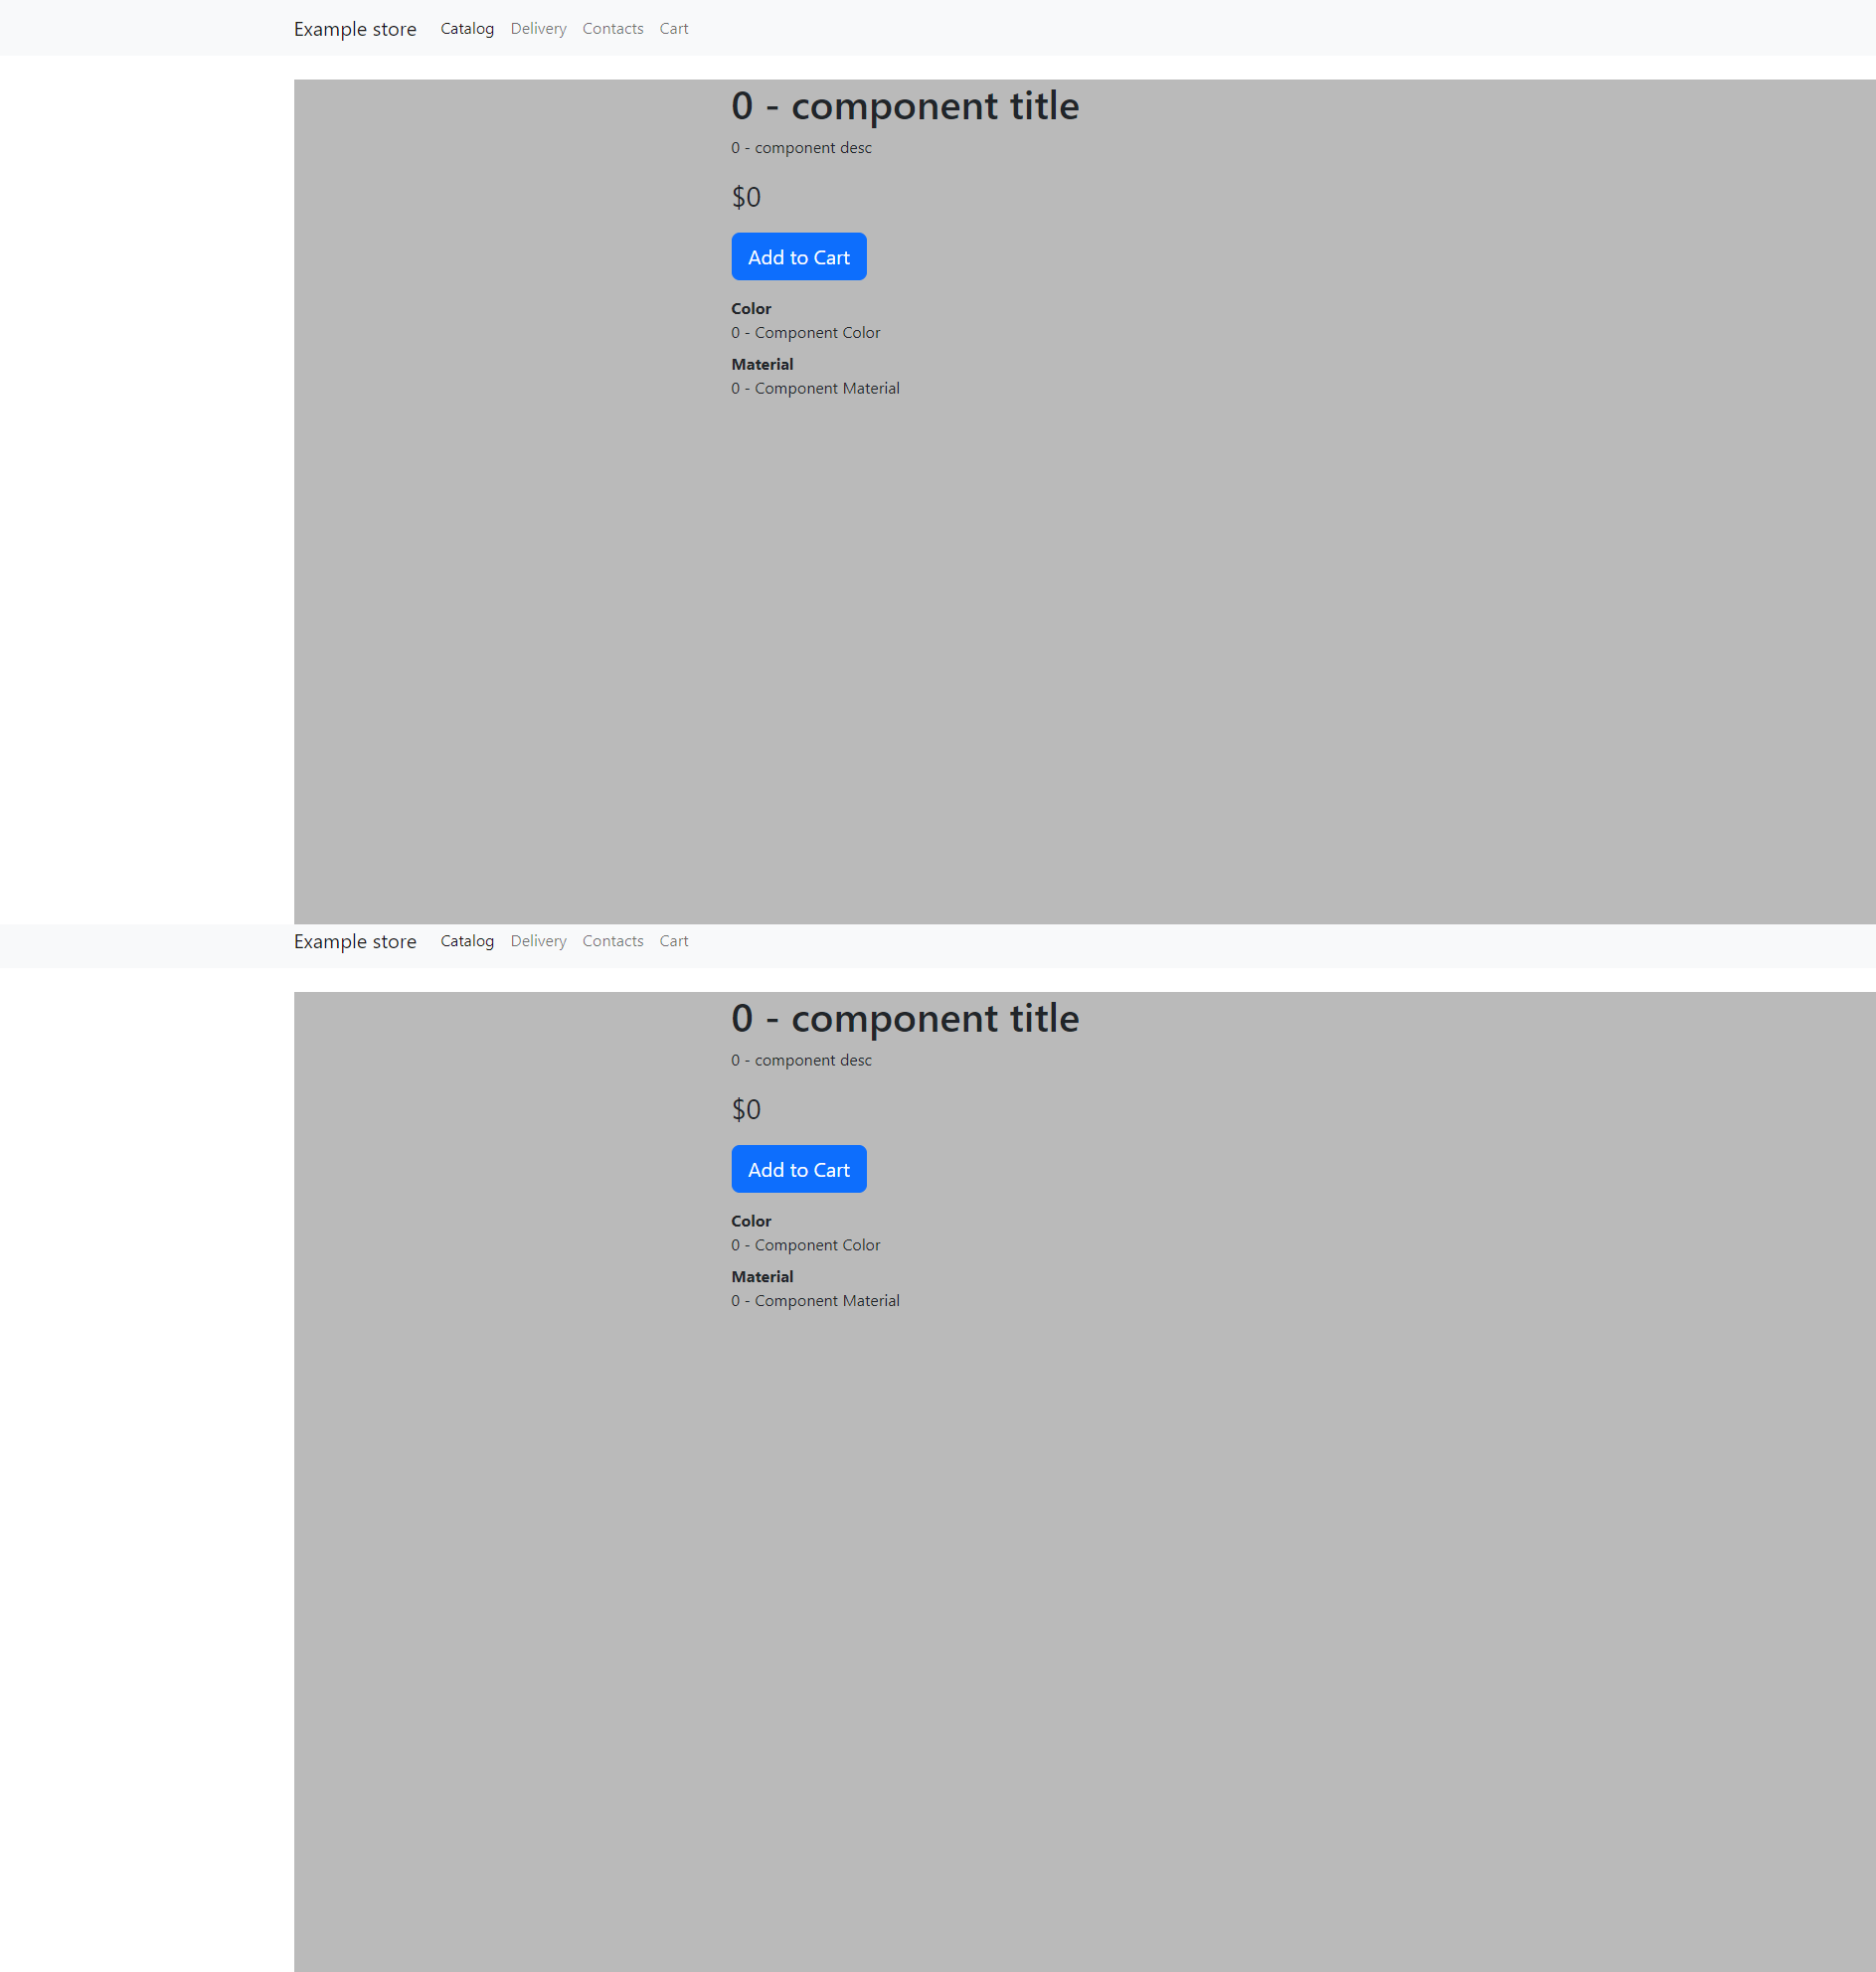 Example store Catalog Delivery Contacts Cart
0 - component title
0 - component desc
$0
Add to Cart
Color
0 - Component Color
Material
0 - Component Material
Example store Catalog Delivery Contacts Cart
0 - component title
0 - component desc
$0
Add to Cart
Color
0 - Component Color
Material
0 - Component Material